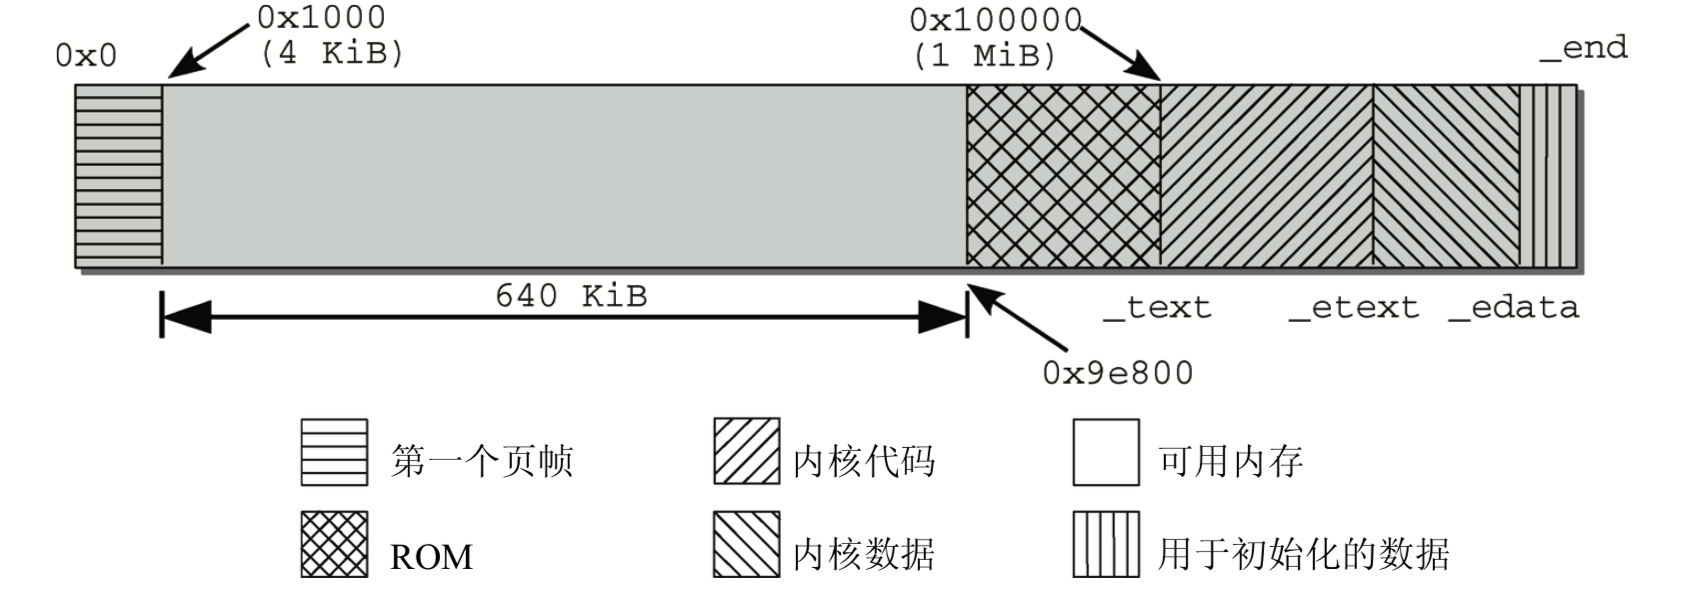 0x1000
(4 KiB)
0x100000
(1 MiB)
0x0
_end
640 KiB
_text
_etext
_edata
0x9e800
第一个页帧
内核代码
可用内存
ROM
内核数据
用于初始化的数据